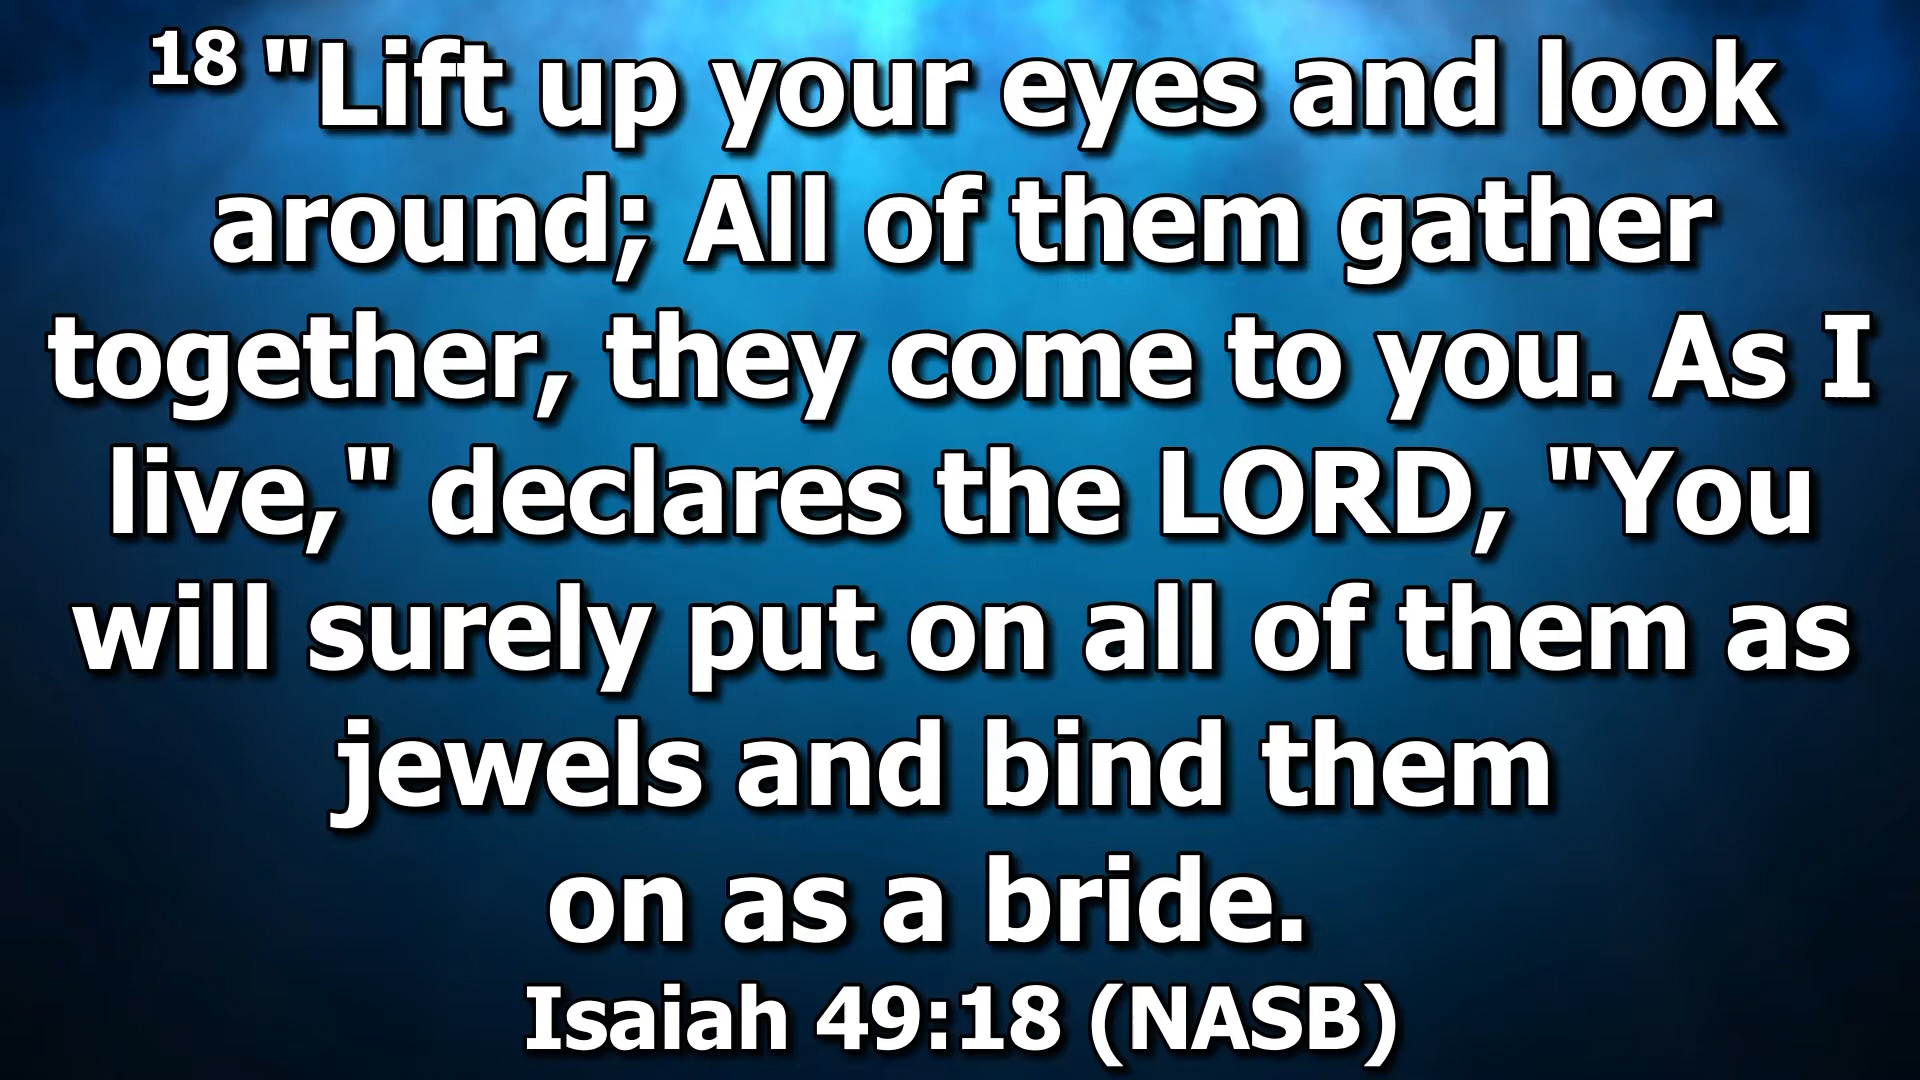 18 "Lift up your eyes and look
around; All of them gather
together, they come to you. As I
live," declares the LORD, "You
will surely put on all of them as
jewels and bind them
on as a bride.
Isaiah 49:18 (NASB)